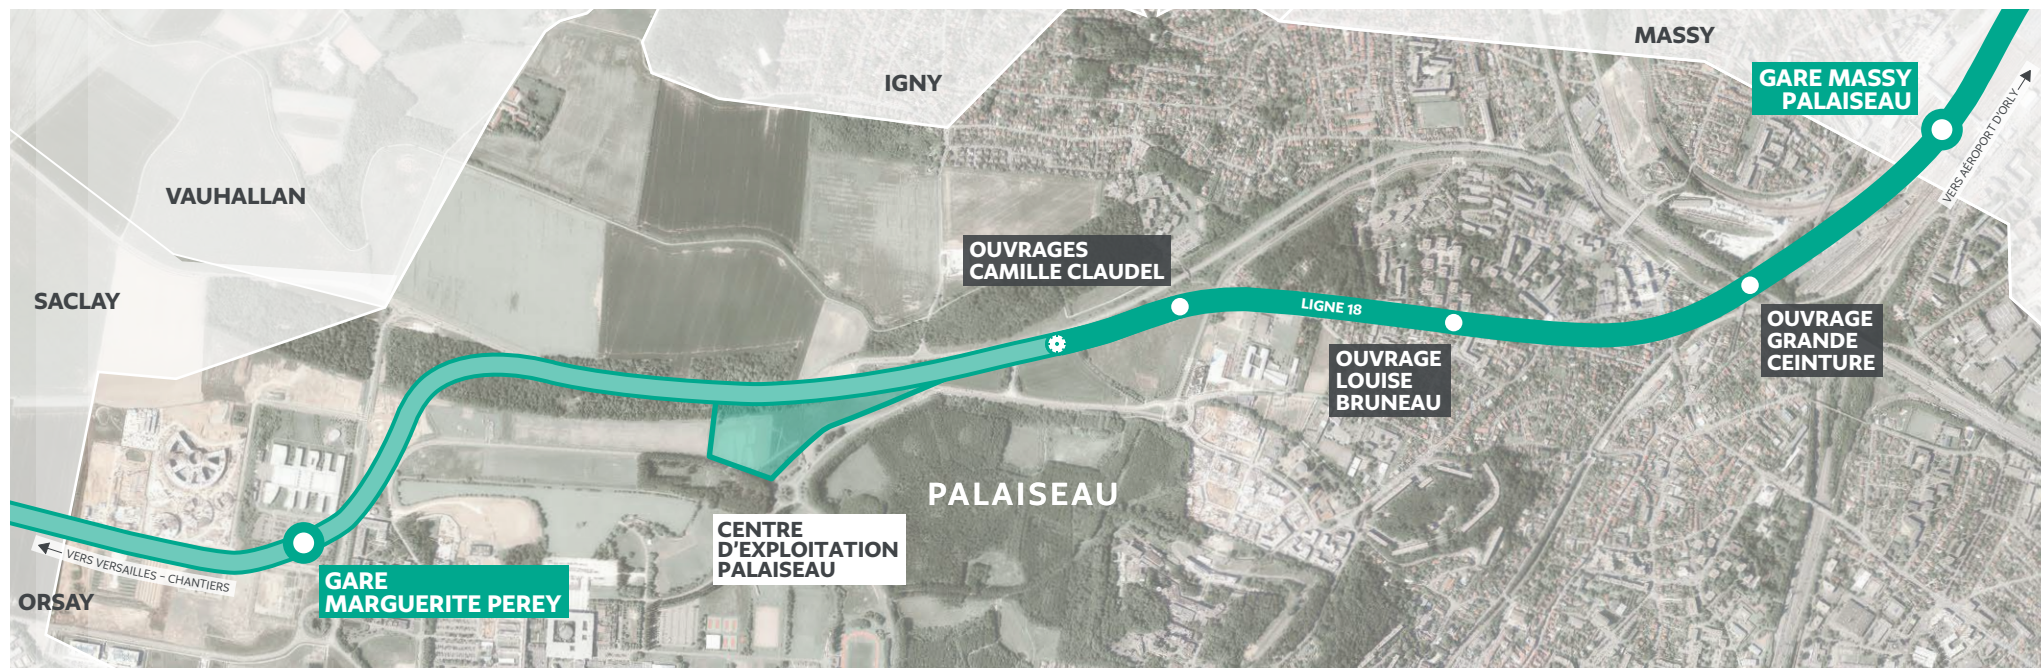 MASSY
IGNY
GARE MASSY
PALAISEAU
VERS AÉROPORT D'ORLY
VAUHALLAN
OUVRAGES
CAMILLE CLAUDEL
SACLAY
LIGNE 18
OUVRAGE
GRANDE
CEINTURE
OUVRAGE
LOUISE
BRUNEAU
PALAISEAU
CENTRE
D'EXPLOITATION
PALAISEAU
VERS VERSAILLES – CHANTIERS
GARE
MARGUERITE PEREY
ORSAY